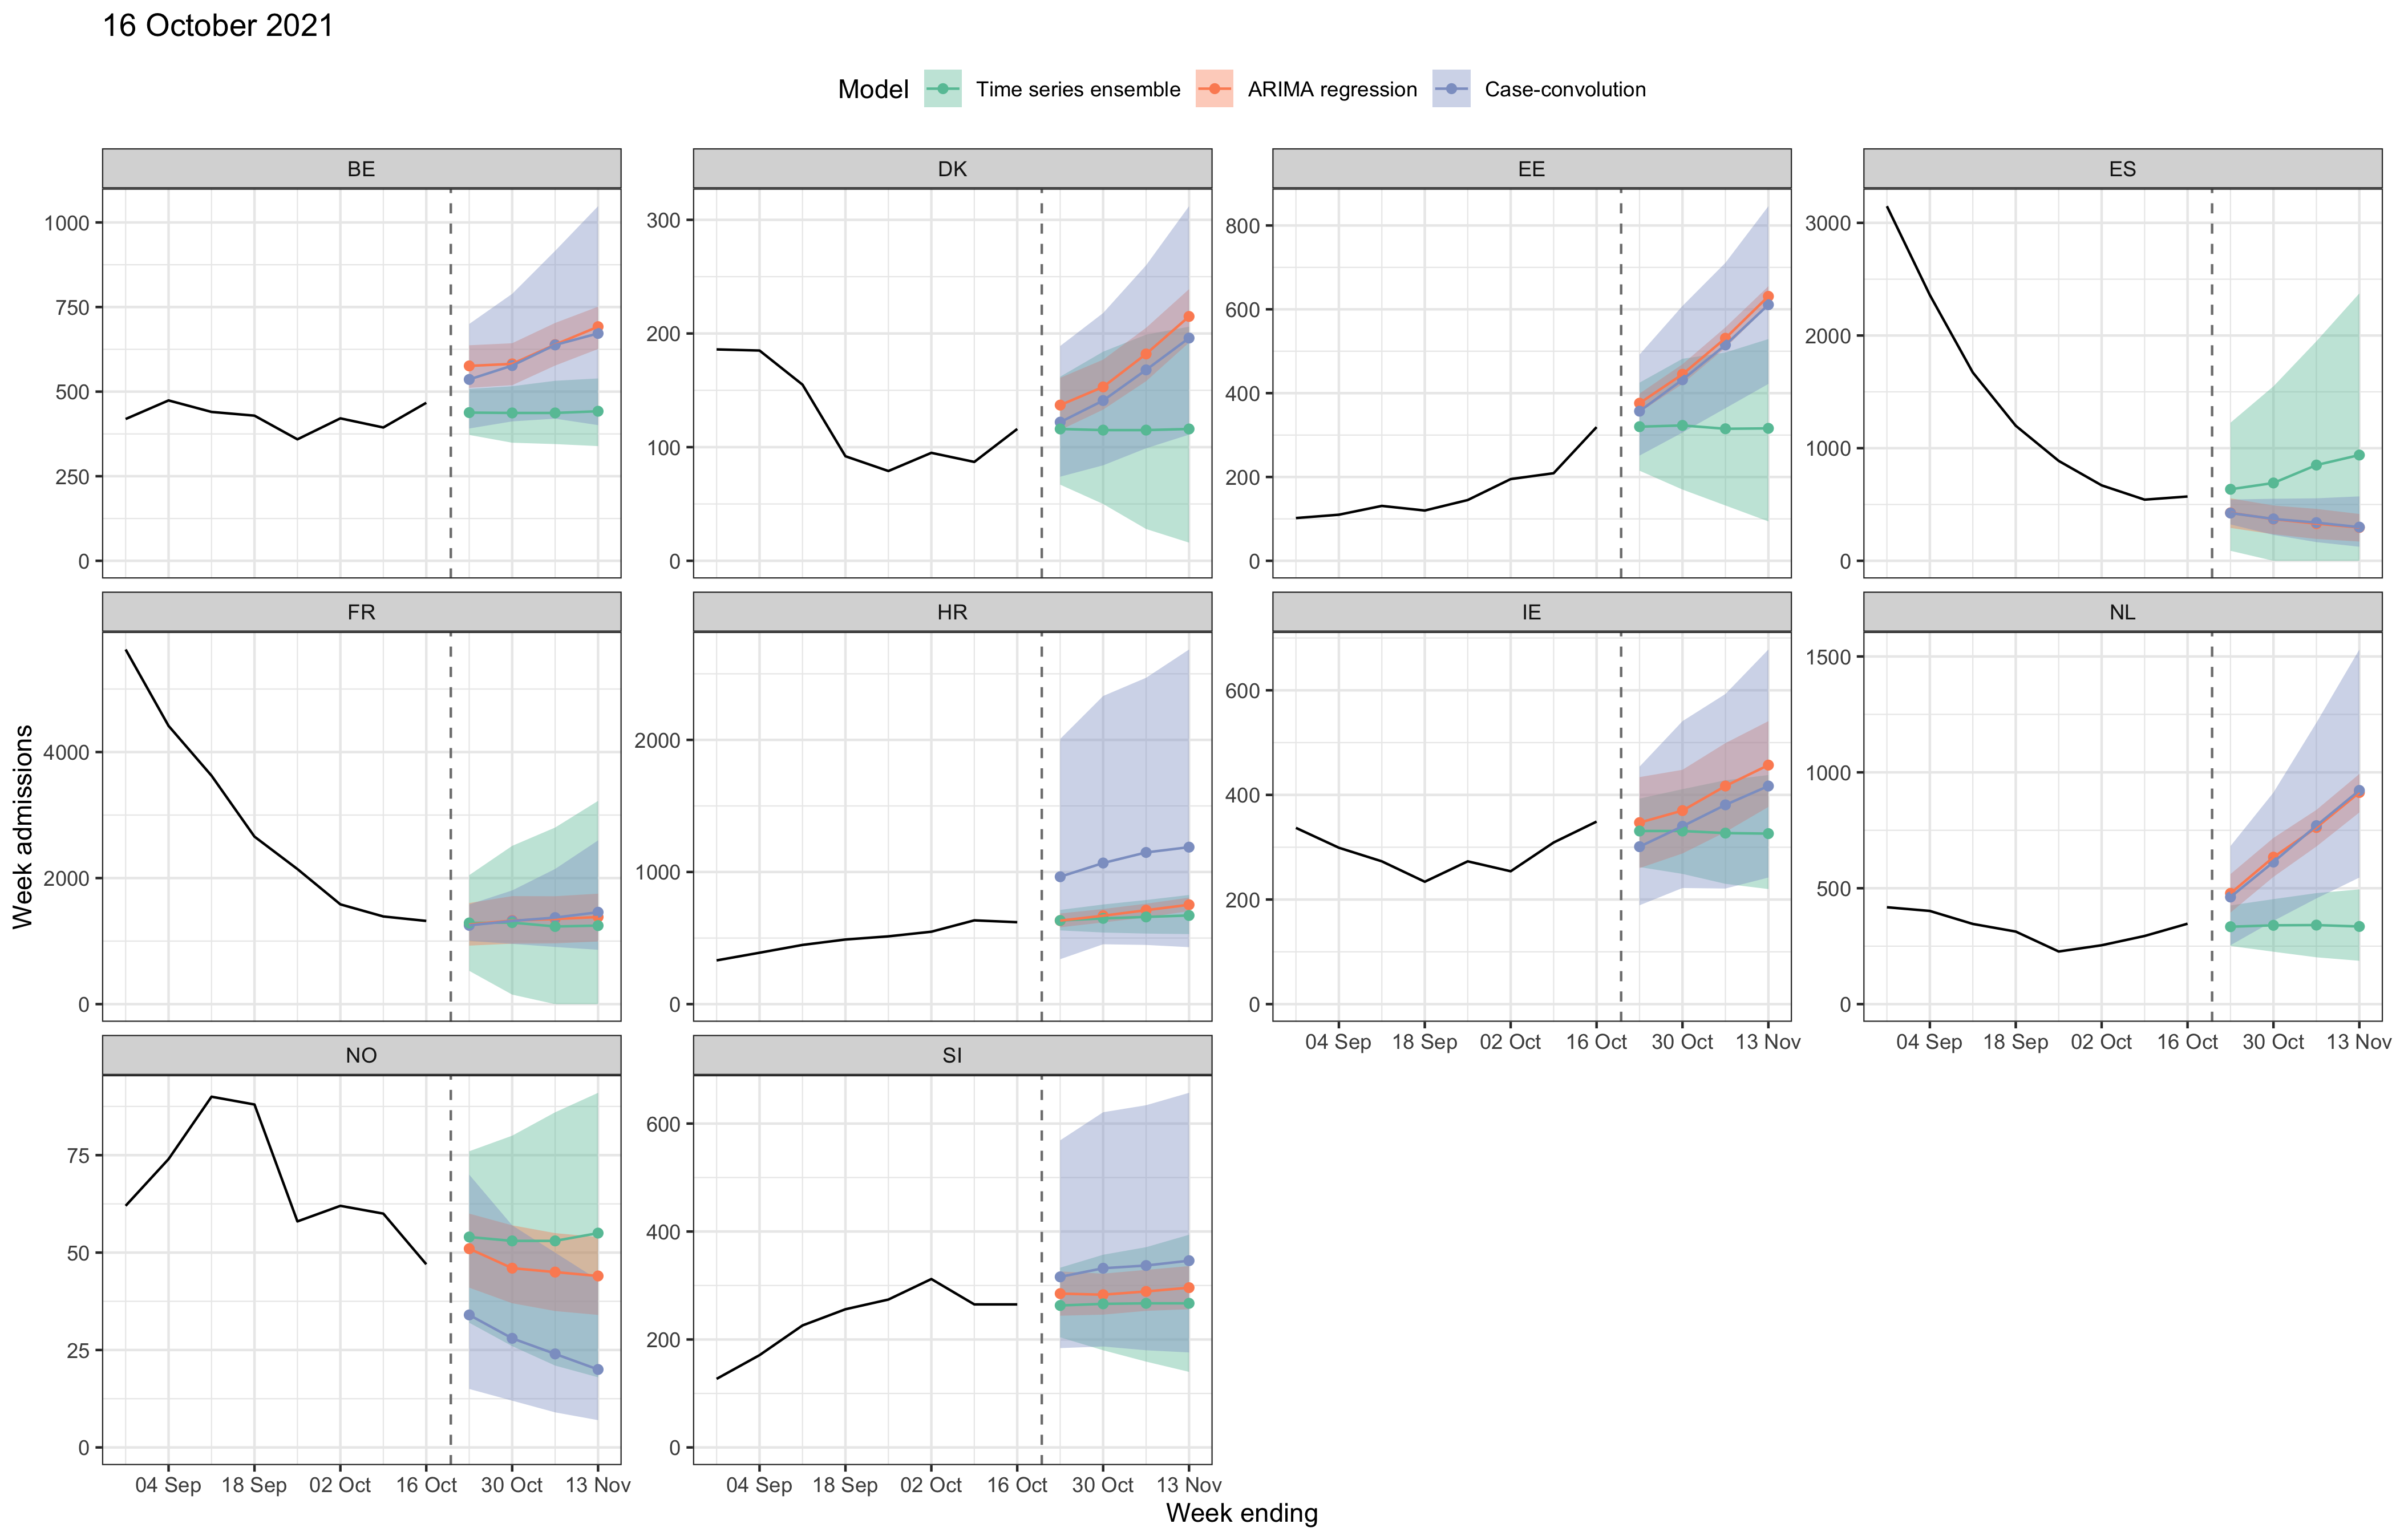 16 October 2021
Model Time series ensemble ARIMA regression Case-convolution
BE DK EE ES
1000 750 500 250 0
300 200 100 0
800 600 400 200 0
3000 2000 1000 0
FR HR IE NL
Week admissions
4000 2000 0
2000 1000 0
600 400 200 0
1500 1000 500 0
04 Sep 18 Sep 02 Oct 16 Oct 30 Oct 13 Nov
04 Sep 18 Sep 02 Oct 16 Oct 30 Oct 13 Nov
NO SI
75 50 25 0
600 400 200 0
04 Sep 18 Sep 02 Oct 16 Oct 30 Oct 13 Nov
04 Sep 18 Sep 02 Oct 16 Oct 30 Oct 13 Nov
Week ending